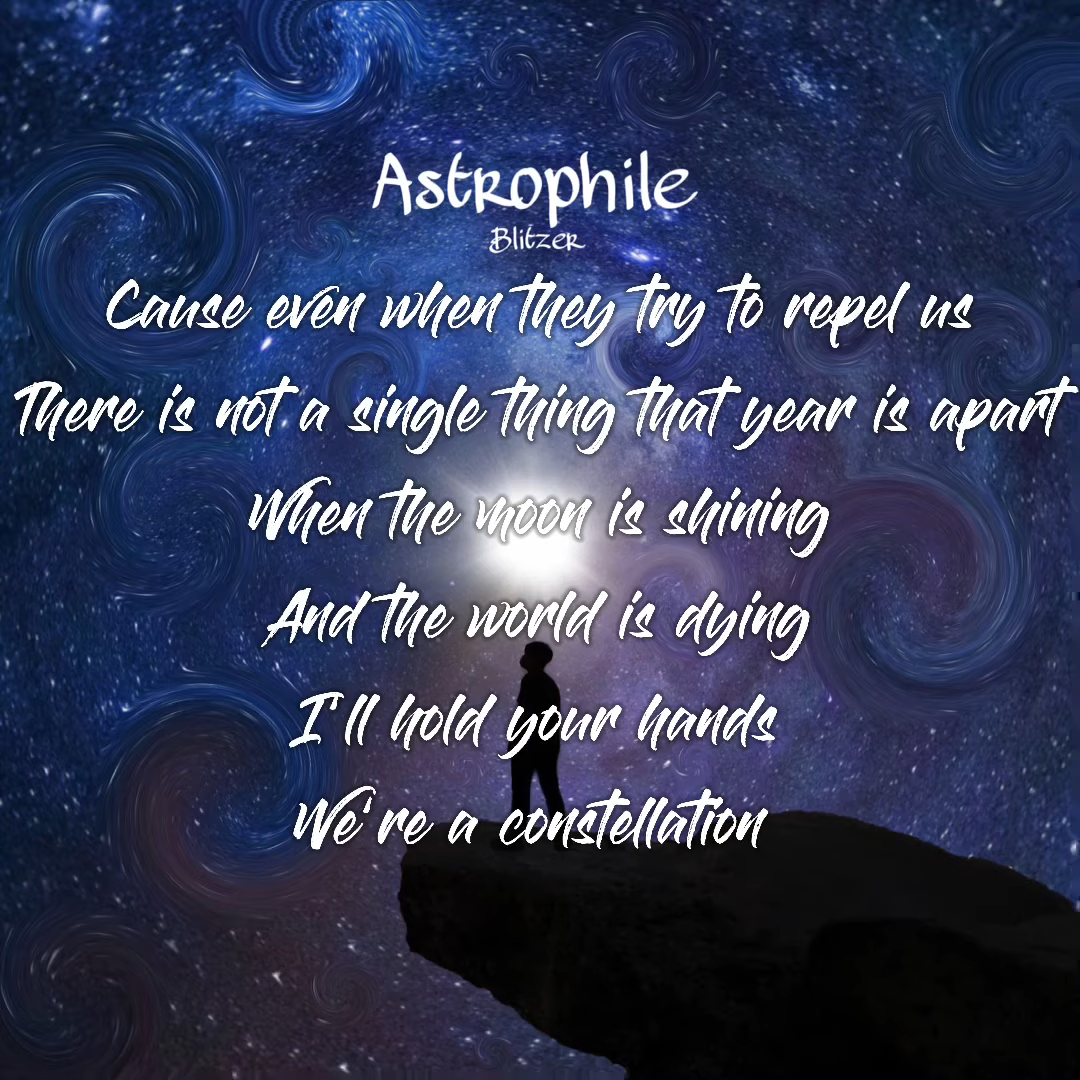 Astrophile
Blitzer
Cause even when they try to repel us
There is not a single thing that year is apart
When the moon is shining
And the world is dying
I'll hold your hands
We're a constellation